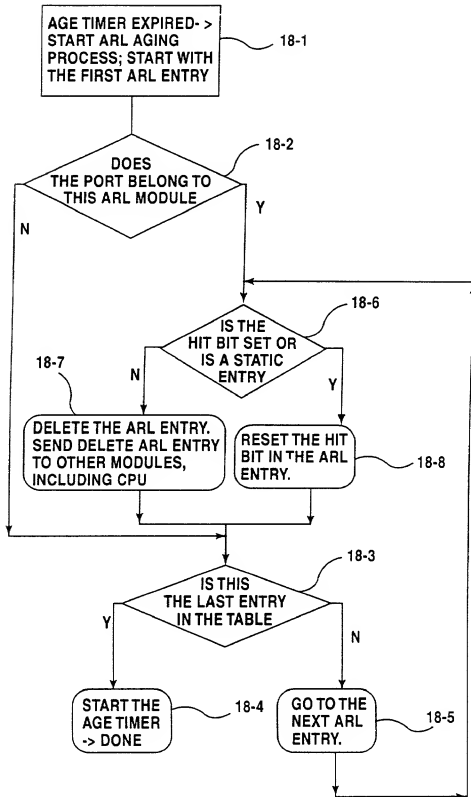 AGE TIMER EXPIRED- >
START ARL AGING
PROCESS; START WITH
THE FIRST ARL ENTRY
18-1
18-2
DOES
THE PORT BELONG TO
THIS ARL MODULE
N
Y
18-6
IS THE
HIT BIT SET OR
IS A STATIC
ENTRY
18-7
N
Y
DELETE THE ARL ENTRY.
SEND DELETE ARL ENTRY
TO OTHER MODULES,
INCLUDING CPU
RESET THE HIT
BIT IN THE ARL
ENTRY.
18-8
18-3
IS THIS
THE LAST ENTRY
IN THE TABLE
Y
N
START THE
AGE TIMER
-> DONE
18-4
GO TO THE
NEXT ARL
ENTRY.
18-5